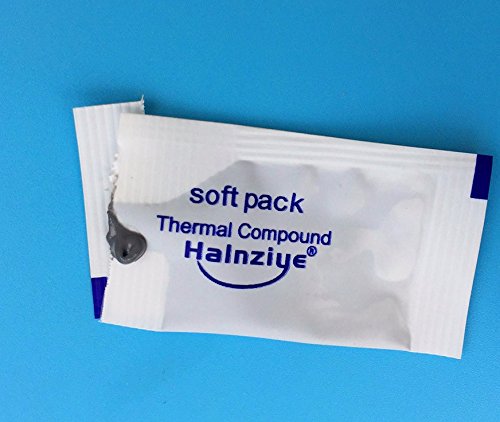 soft pack
Thermal Compound
Halnziye®